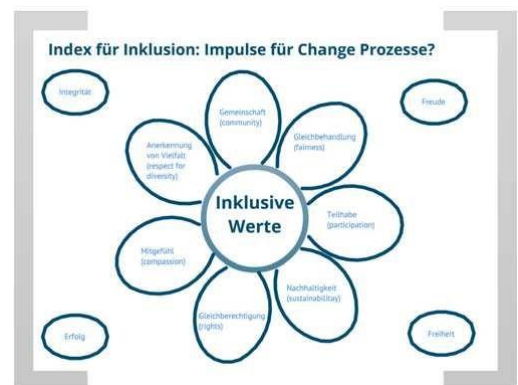 Index für Inklusion: Impulse für Change Prozesse?
Integrität
Freude
Gemeinschaft
(community)
Gleichbehandlung
(fairness)
Anerkennung
von Vielfalt
(respect for
diversity)
Inklusive
Werte
Teilhabe
(participation)
Mitgefühl
(compassion)
Nachhaltigkeit
(sustainabilitay)
Gleichberechtigung
(rights)
Erfolg
Freiheit